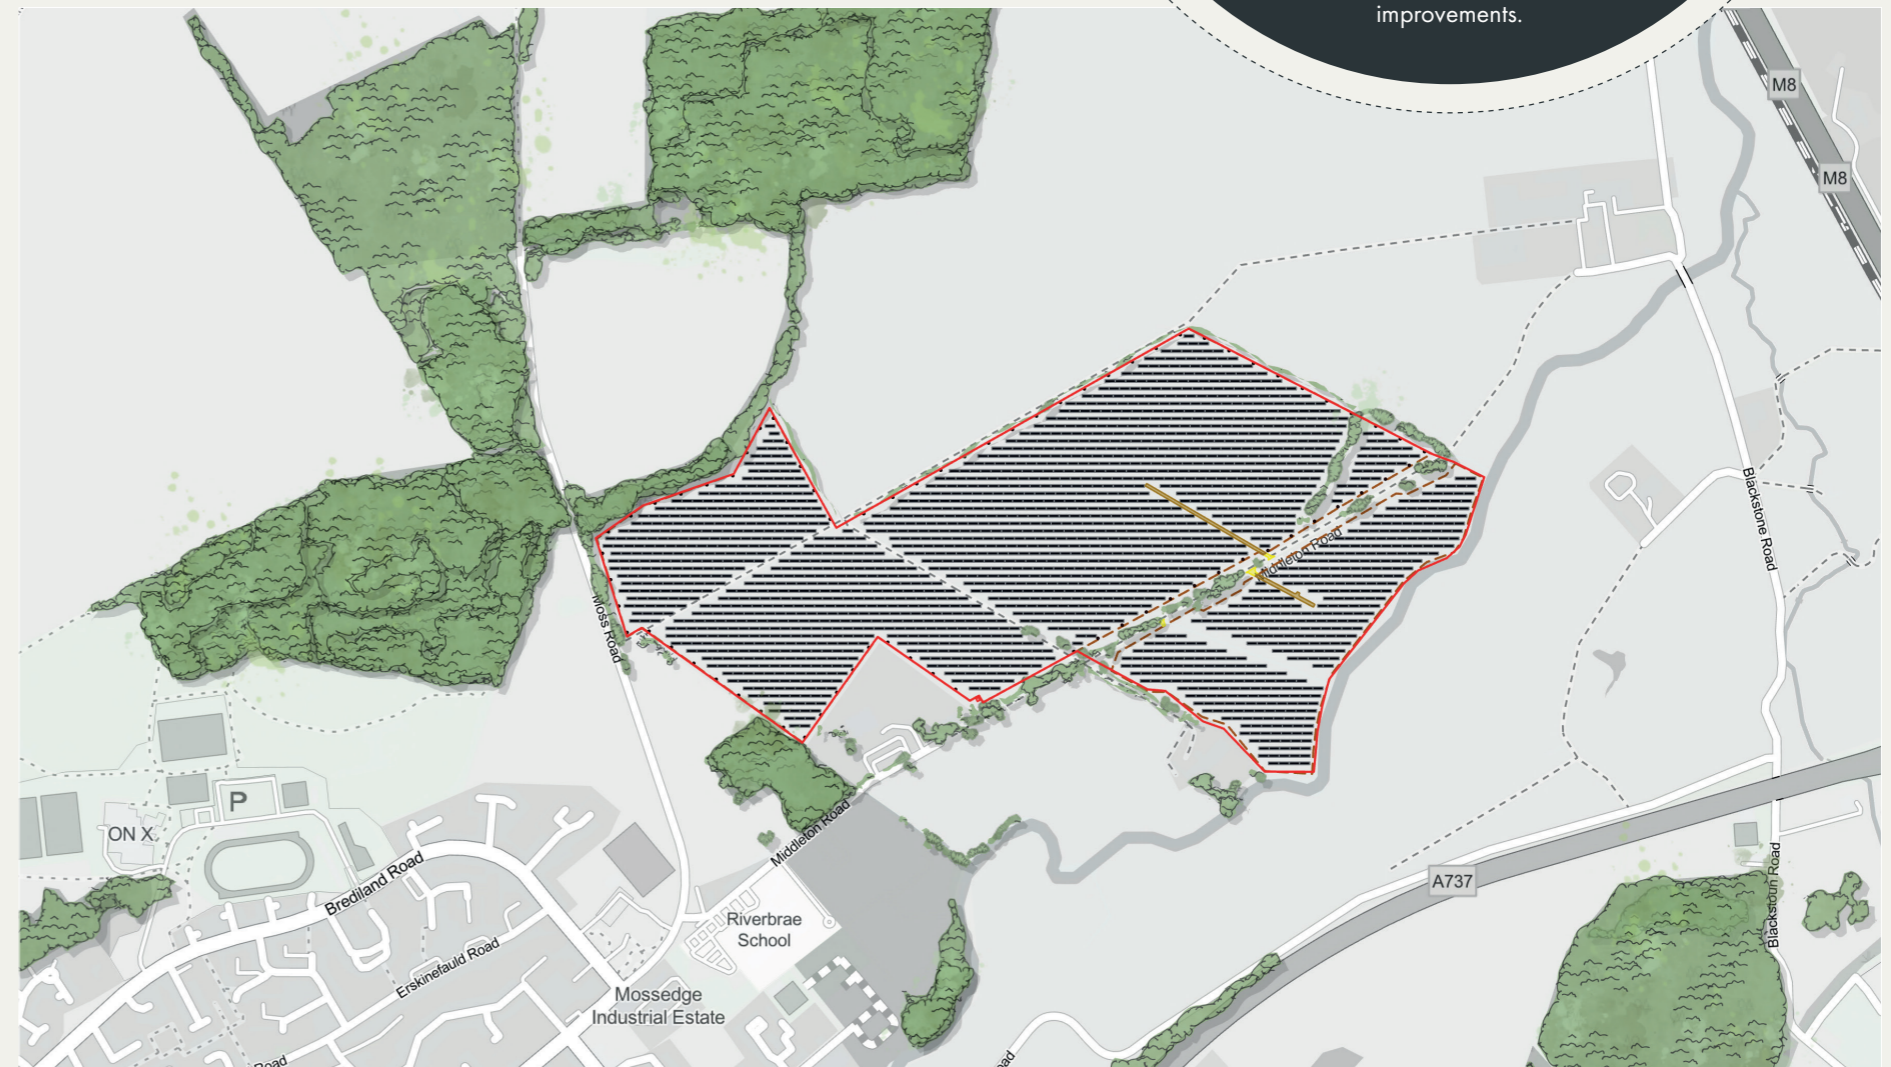 improvements.
M8
M8
Blackstone Road
Middleton Road
Moss Road
P
ON X
Brediland Road
Middleton Road
A737
Blackstoun Road
Riverbrae
School
Erskinefauld Road
Mossedge
Industrial Estate
Road
oad